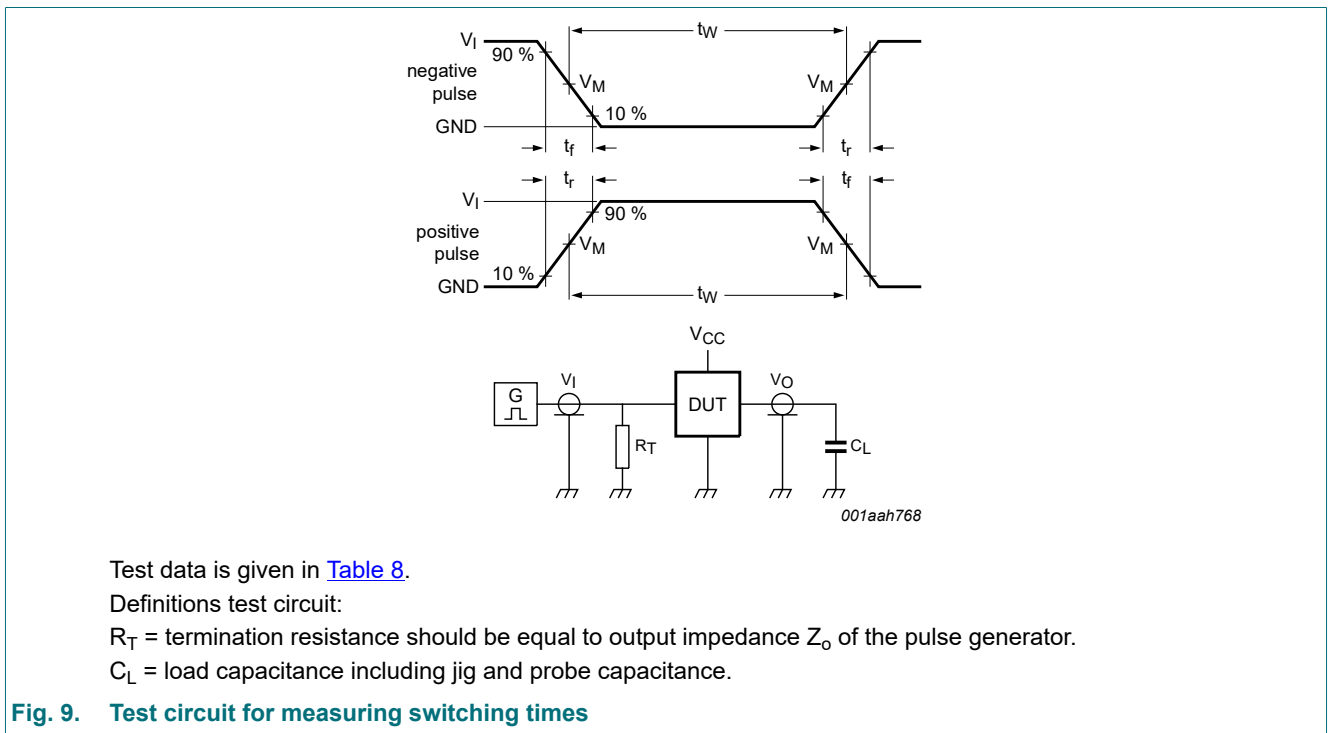 V_I
90 %
negative
pulse
V_M
t_W
V_M
10 %
GND
t_f
t_r
t_r
t_f
V_I
90 %
positive
pulse
V_M
V_M
10 %
GND
t_W
V_CC
G
V_I
DUT
V_O
R_T
C_L
001aah768
Test data is given in Table 8.
Definitions test circuit:
R_T = termination resistance should be equal to output impedance Z_o of the pulse generator.
C_L = load capacitance including jig and probe capacitance.
Fig. 9. Test circuit for measuring switching times